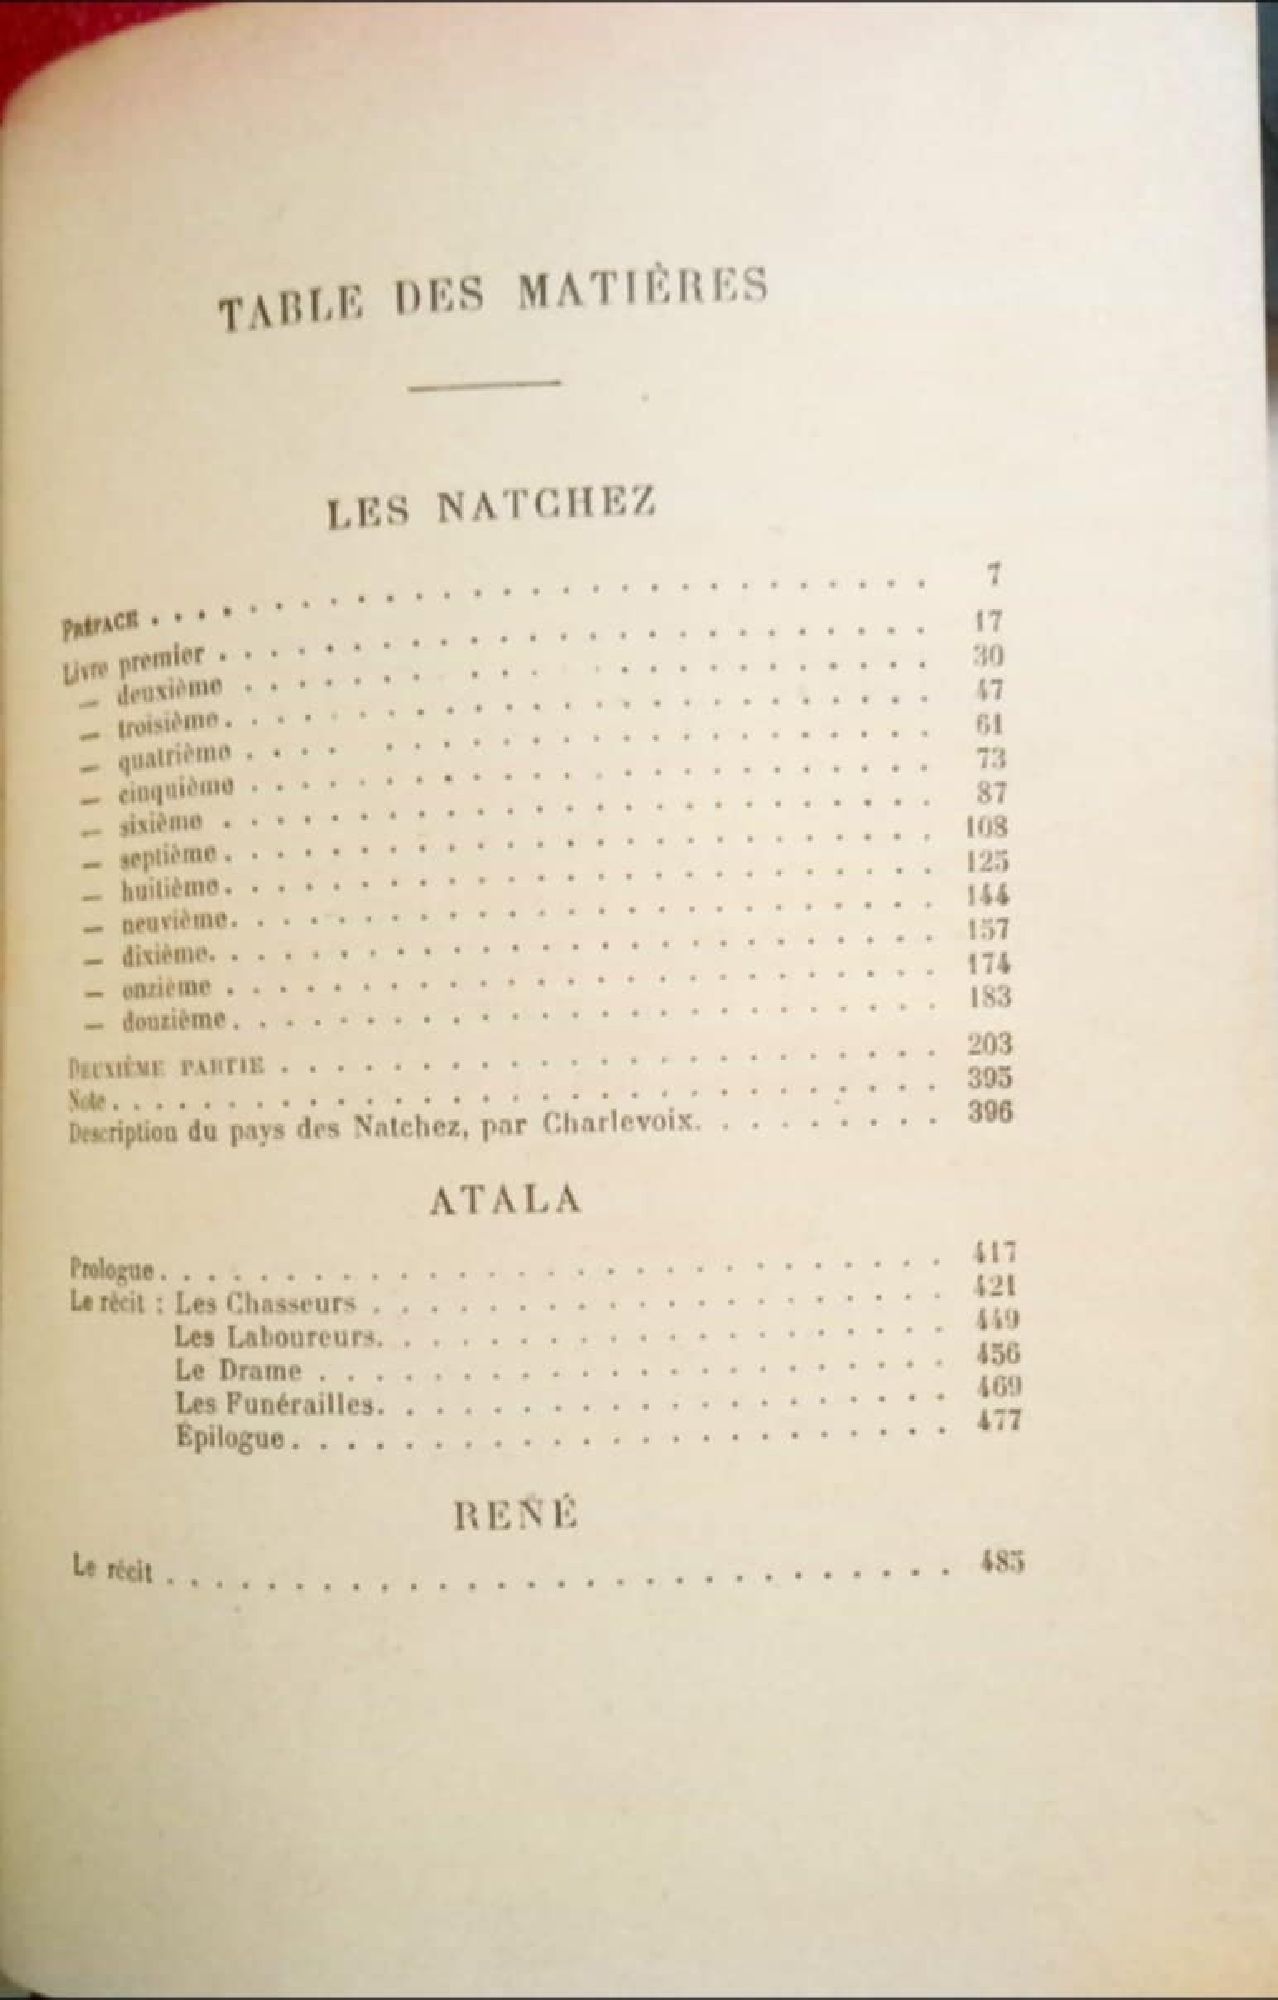 TABLE DES MATIÈRES
LES NATCHEZ
PRÉFACE . . . . . . . . . . . . . . . . . . . . . . . . . . 7
Livre premier . . . . . . . . . . . . . . . . . . . . . . . . 17
— deuxième . . . . . . . . . . . . . . . . . . . . . . . 30
— troisième. . . . . . . . . . . . . . . . . . . . . . . . 47
— quatrième . . . . . . . . . . . . . . . . . . . . . . . 61
— cinquième . . . . . . . . . . . . . . . . . . . . . . . 73
— sixième . . . . . . . . . . . . . . . . . . . . . . . . 87
— septième. . . . . . . . . . . . . . . . . . . . . . . . 108
— huitième. . . . . . . . . . . . . . . . . . . . . . . . 125
— neuvième. . . . . . . . . . . . . . . . . . . . . . . . 144
— dixième. . . . . . . . . . . . . . . . . . . . . . . . 157
— onzième . . . . . . . . . . . . . . . . . . . . . . . . 174
— douzième. . . . . . . . . . . . . . . . . . . . . . . . 183
DEUXIÈME PARTIE . . . . . . . . . . . . . . . . . . . . . . 203
Note. . . . . . . . . . . . . . . . . . . . . . . . . . . . 395
Description du pays des Natchez, par Charlevoix. . . . . . . . . 396
ATALA
Prologue. . . . . . . . . . . . . . . . . . . . . . . . . . 417
Le récit : Les Chasseurs . . . . . . . . . . . . . . . . . . . 421
Les Laboureurs. . . . . . . . . . . . . . . . . . . . 449
Le Drame . . . . . . . . . . . . . . . . . . . . . 456
Les Funérailles. . . . . . . . . . . . . . . . . . . . 469
Épilogue. . . . . . . . . . . . . . . . . . . . . . . 477
RENÉ
Le récit . . . . . . . . . . . . . . . . . . . . . . . . . . 485